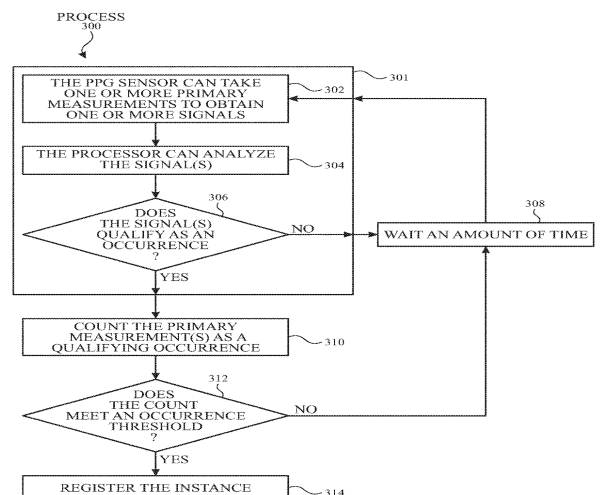 PROCESS
300
301
THE PPG SENSOR CAN TAKE
ONE OR MORE PRIMARY
MEASUREMENTS TO OBTAIN
ONE OR MORE SIGNALS
302
THE PROCESSOR CAN ANALYZE
THE SIGNAL(S)
304
306
DOES
THE SIGNAL(S)
QUALIFY AS AN
OCCURRENCE
?
NO
YES
308
WAIT AN AMOUNT OF TIME
COUNT THE PRIMARY
MEASUREMENT(S) AS A
QUALIFYING OCCURRENCE
310
312
DOES
THE COUNT
MEET AN OCCURRENCE
THRESHOLD
?
NO
YES
REGISTER THE INSTANCE
314